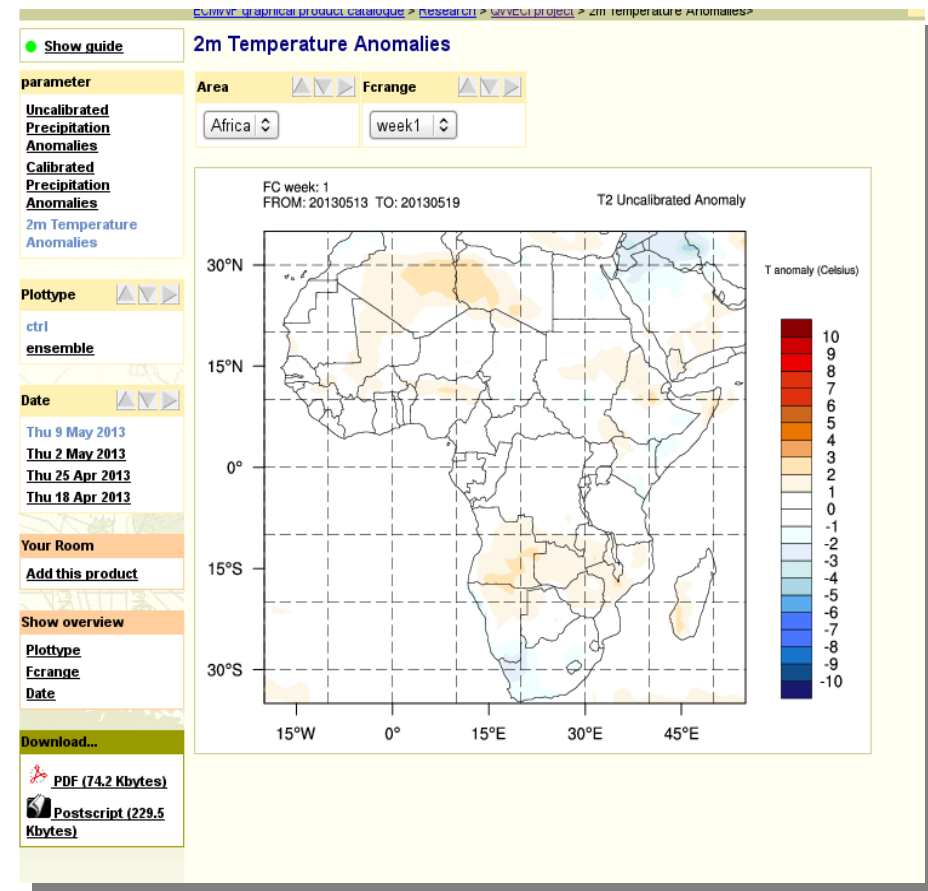 ECMWF graphical product catalogue > Research > QWECI project > 2m Temperature Anomalies>
Show guide
2m Temperature Anomalies
parameter
Uncalibrated
Precipitation
Anomalies
Calibrated
Precipitation
Anomalies
2m Temperature
Anomalies
Area
Fcrange
Africa
week1
Plottype
ctrl
ensemble
Date
Thu 9 May 2013
Thu 2 May 2013
Thu 25 Apr 2013
Thu 18 Apr 2013
Your Room
Add this product
Show overview
Plottype
Fcrange
Date
Download...
PDF (74.2 Kbytes)
Postscript (229.5
Kbytes)
FC week: 1
FROM: 20130513 TO: 20130519
T2 Uncalibrated Anomaly
30°N
15°N
0°
15°S
30°S
15°W
0°
15°E
30°E
45°E
T anomaly (Celsius)
10
9
8
7
6
5
4
3
2
1
0
-1
-2
-3
-4
-5
-6
-7
-8
-9
-10